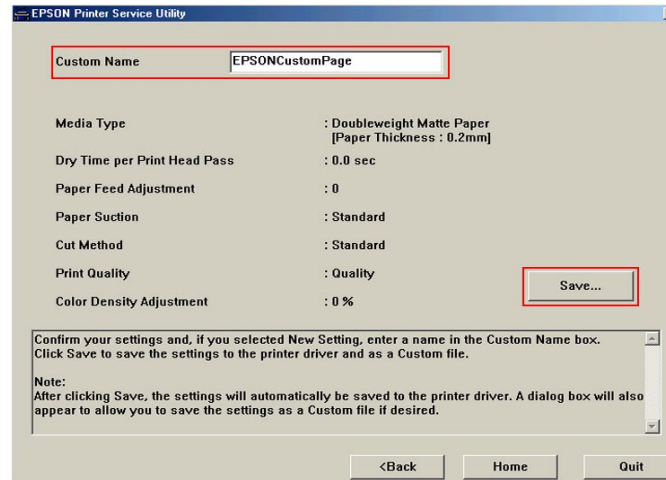 EPSON Printer Service Utility
Custom Name EPSONCustomPage
Media Type : Doubleweight Matte Paper
[Paper Thickness : 0.2mm]
Dry Time per Print Head Pass : 0.0 sec
Paper Feed Adjustment : 0
Paper Suction : Standard
Cut Method : Standard
Print Quality : Quality
Save...
Color Density Adjustment : 0 %
Confirm your settings and, if you selected New Setting, enter a name in the Custom Name box.
Click Save to save the settings to the printer driver and as a Custom file.
Note:
After clicking Save, the settings will automatically be saved to the printer driver. A dialog box will also
appear to allow you to save the settings as a Custom file if desired.
<Back Home Quit